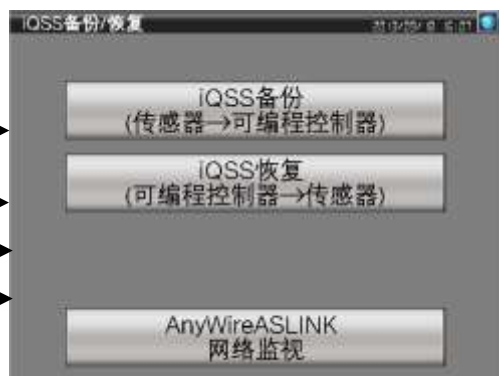 iQSS备份/恢复
iQSS备份
(传感器→可编程控制器)
iQSS恢复
(可编程控制器→传感器)
AnyWireASLINK
网络监视